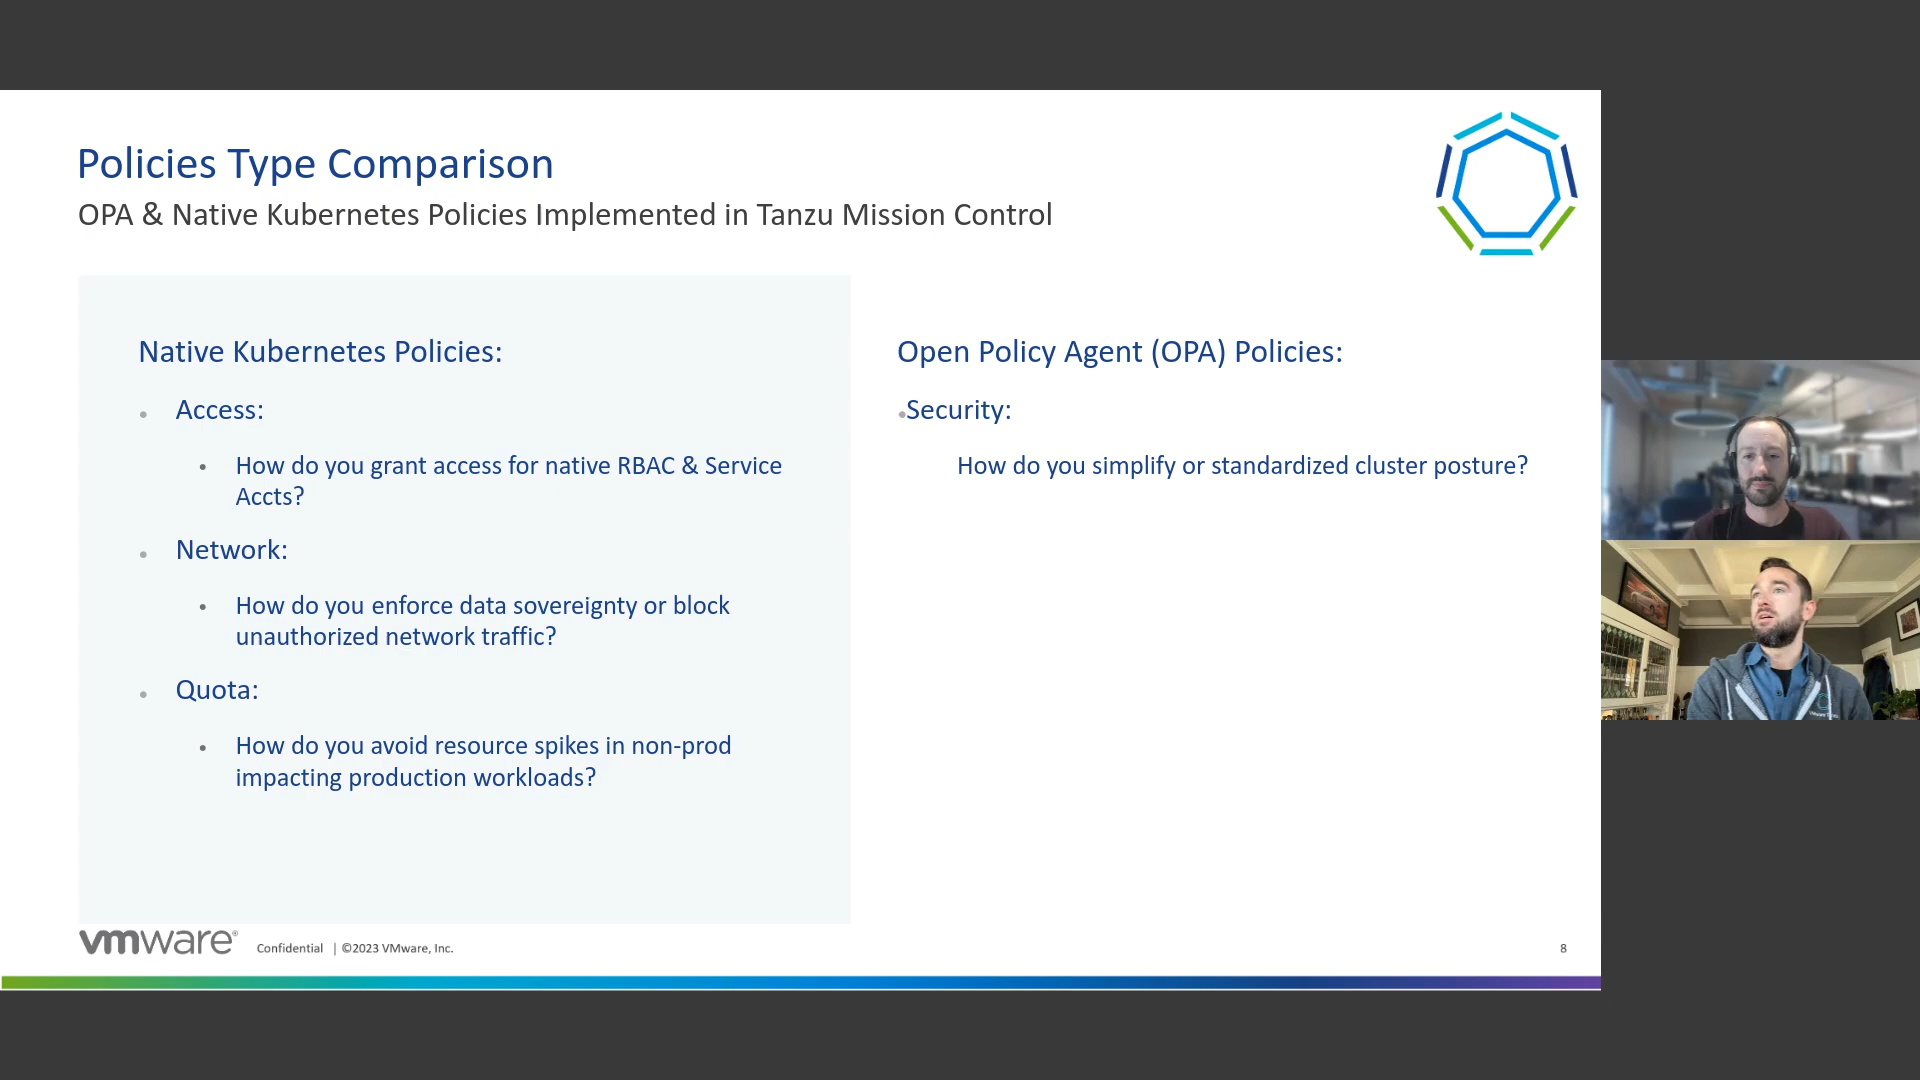 Policies Type Comparison
OPA & Native Kubernetes Policies Implemented in Tanzu Mission Control
Native Kubernetes Policies:
Access:
How do you grant access for native RBAC & Service
Accts?
Network:
How do you enforce data sovereignty or block
unauthorized network traffic?
Quota:
How do you avoid resource spikes in non-prod
impacting production workloads?
Open Policy Agent (OPA) Policies:
Security:
How do you simplify or standardized cluster posture?
vmware®
Confidential | ©2023 VMware, Inc.
8